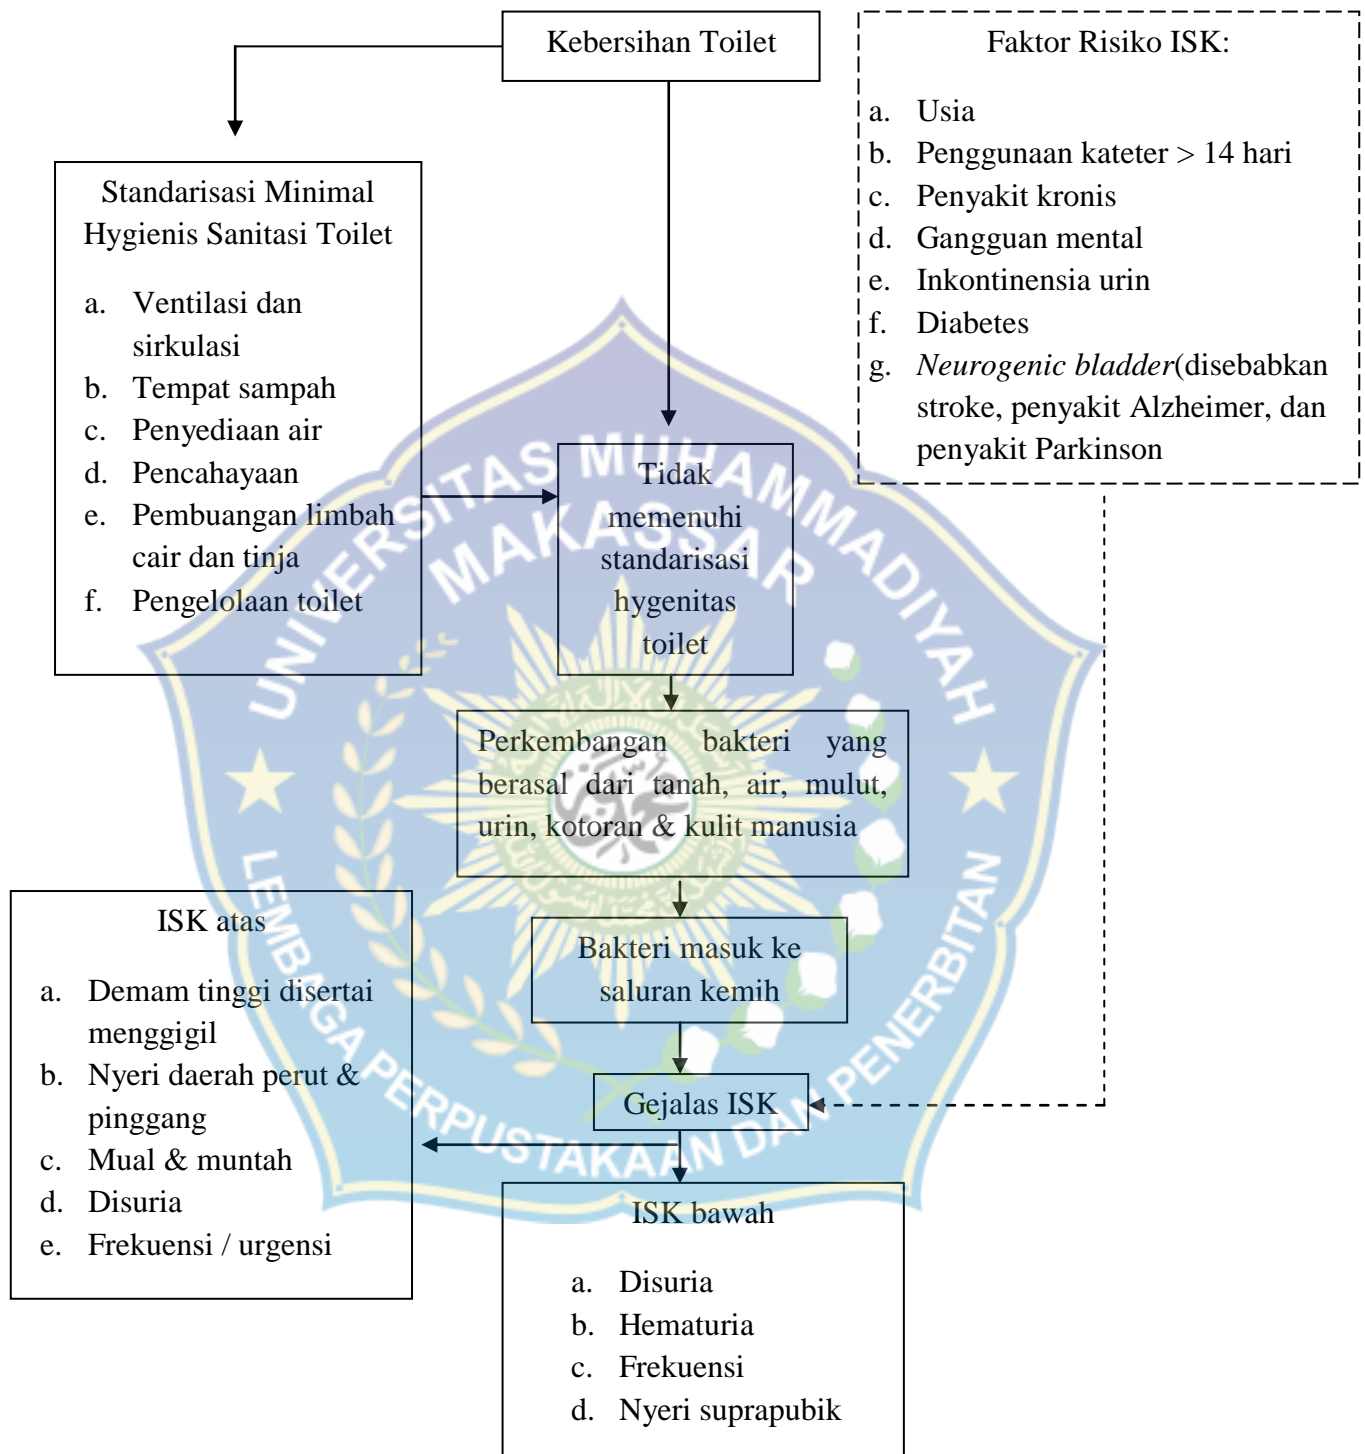 Kebersihan Toilet
Faktor Risiko ISK:
a. Usia
b. Penggunaan kateter > 14 hari
c. Penyakit kronis
d. Gangguan mental
e. Inkontinensia urin
f. Diabetes
g. Neurogenic bladder(disebabkan
stroke, penyakit Alzheimer, dan
penyakit Parkinson
Standarisasi Minimal
Hygienis Sanitasi Toilet
a. Ventilasi dan
sirkulasi
b. Tempat sampah
c. Penyediaan air
d. Pencahayaan
e. Pembuangan limbah
cair dan tinja
f. Pengelolaan toilet
Tidak
memenuhi
standarisasi
hygenitas
toilet
Perkembangan bakteri yang
berasal dari tanah, air, mulut,
urin, kotoran & kulit manusia
Bakteri masuk ke
saluran kemih
Gejalas ISK
ISK atas
a. Demam tinggi disertai
menggigil
b. Nyeri daerah perut &
pinggang
c. Mual & muntah
d. Disuria
e. Frekuensi / urgensi
ISK bawah
a. Disuria
b. Hematuria
c. Frekuensi
d. Nyeri suprapubik
UNIVERSITAS MUHAMMADIYAH
MAKASSAR
LEMBAGA PERPUSTAKAAN DAN PENERBITAN